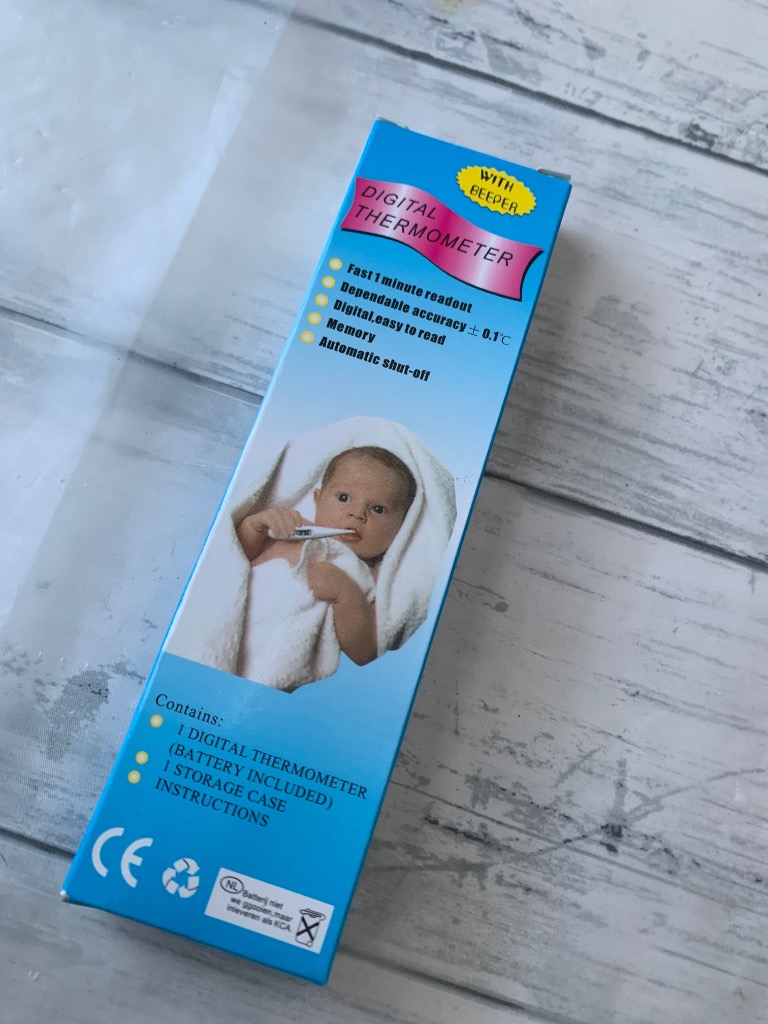 WITH
BEEPER
DIGITAL
THERMOMETER
Fast 1 minute readout
Dependable accuracy ± 0.1℃
Digital,easy to read
Memory
Automatic shut-off
Contains:
1 DIGITAL THERMOMETER
(BATTERY INCLUDED)
1 STORAGE CASE
INSTRUCTIONS
CE
NL Batterij niet
we ggooien,maar
inleveren als KCA